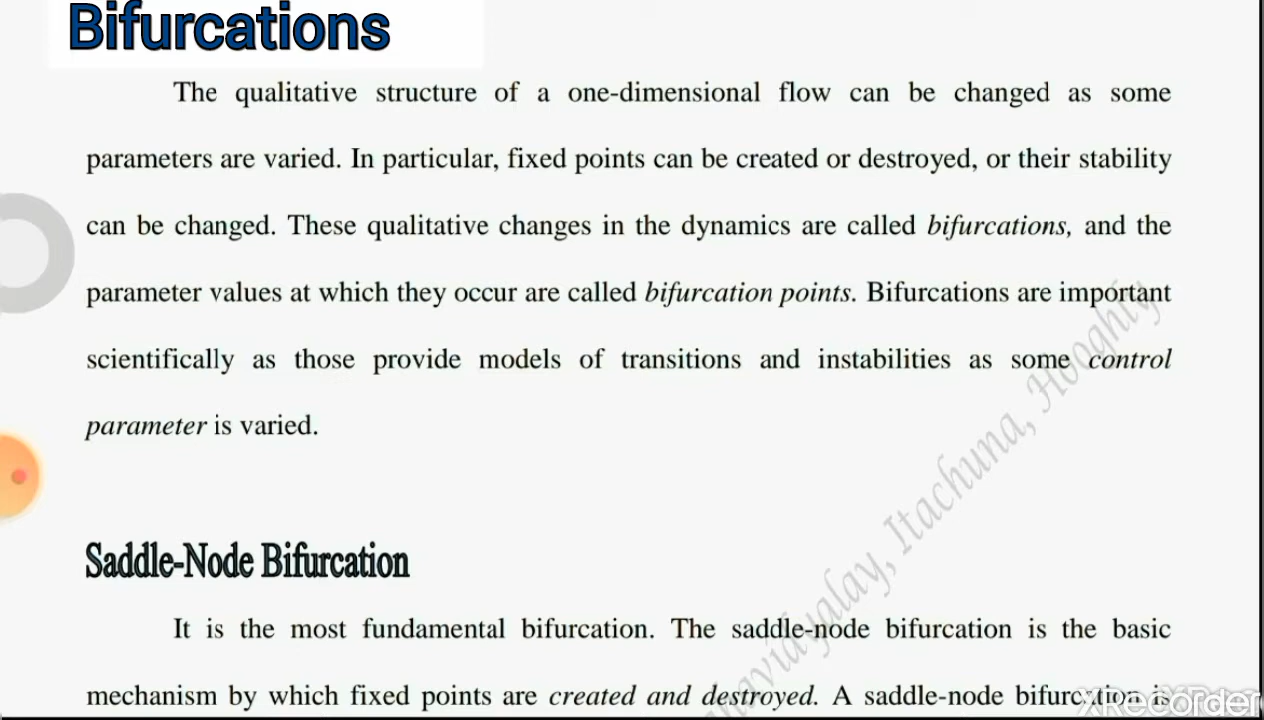 Bifurcations
The qualitative structure of a one-dimensional flow can be changed as some
parameters are varied. In particular, fixed points can be created or destroyed, or their stability
can be changed. These qualitative changes in the dynamics are called bifurcations, and the
parameter values at which they occur are called bifurcation points. Bifurcations are important
scientifically as those provide models of transitions and instabilities as some control
parameter is varied.
Itachuna, Hooghly
Saddle-Node Bifurcation
It is the most fundamental bifurcation. The saddle-node bifurcation is the basic
mechanism by which fixed points are created and destroyed. A saddle-node bifurcation is
XRecorder